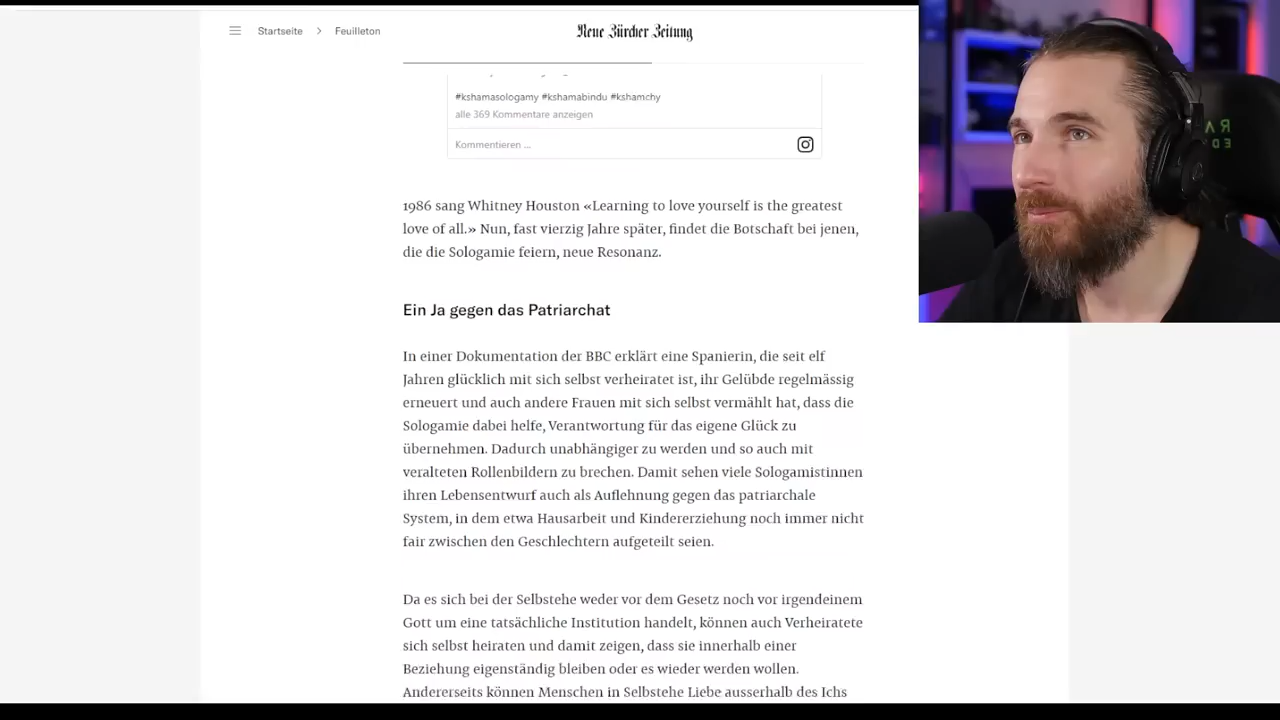 Startseite > Feuilleton
Neue Zürcher Zeitung
#kshamasologamy #kshamabindu #kshamchy
alle 369 Kommentare anzeigen
Kommentieren ...
1986 sang Whitney Houston «Learning to love yourself is the greatest
love of all.» Nun, fast vierzig Jahre später, findet die Botschaft bei jenen,
die die Sologamie feiern, neue Resonanz.
Ein Ja gegen das Patriarchat
In einer Dokumentation der BBC erklärt eine Spanierin, die seit elf
Jahren glücklich mit sich selbst verheiratet ist, ihr Gelübde regelmässig
erneuert und auch andere Frauen mit sich selbst vermählt hat, dass die
Sologamie dabei helfe, Verantwortung für das eigene Glück zu
übernehmen. Dadurch unabhängiger zu werden und so auch mit
veralteten Rollenbildern zu brechen. Damit sehen viele Sologamistinnen
ihren Lebensentwurf auch als Auflehnung gegen das patriarchale
System, in dem etwa Hausarbeit und Kindererziehung noch immer nicht
fair zwischen den Geschlechtern aufgeteilt seien.
Da es sich bei der Selbstehe weder vor dem Gesetz noch vor irgendeinem
Gott um eine tatsächliche Institution handelt, können auch Verheiratete
sich selbst heiraten und damit zeigen, dass sie innerhalb einer
Beziehung eigenständig bleiben oder es wieder werden wollen.
Andererseits können Menschen in Selbstehe Liebe ausserhalb des Ichs